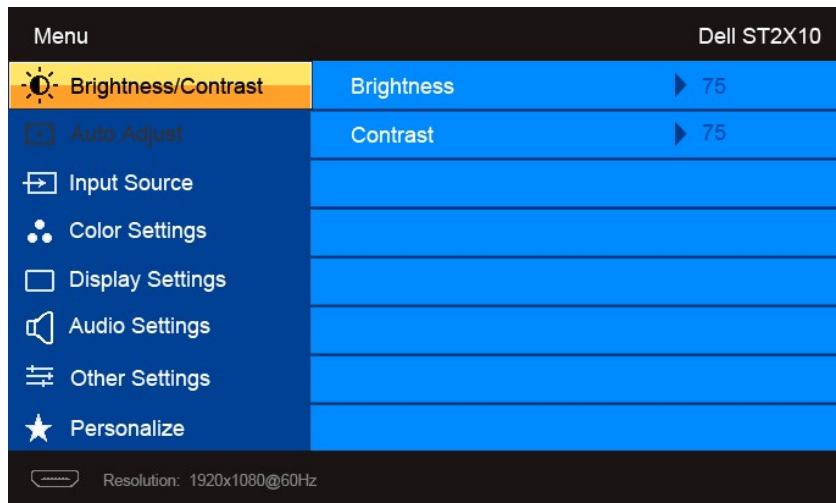 Menu Dell ST2X10
Brightness/Contrast Brightness 75
Auto Adjust Contrast 75
Input Source
Color Settings
Display Settings
Audio Settings
Other Settings
Personalize
Resolution: 1920x1080@60Hz